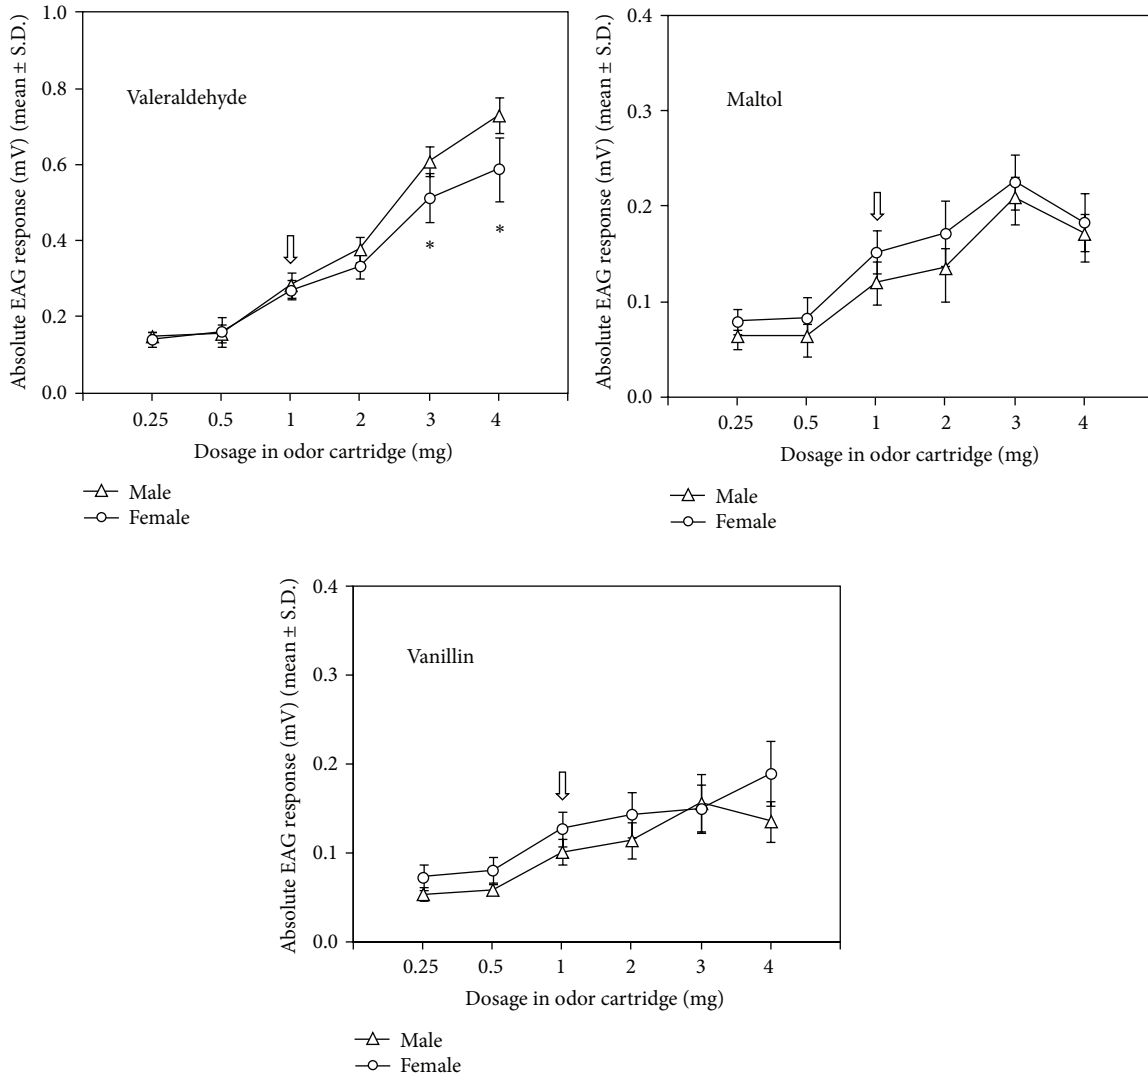 Absolute EAG response (mV) (mean ± S.D.)
1.0
0.8
0.6
0.4
0.2
0.0
Valeraldehyde
*
*
0.25 0.5 1 2 3 4
Dosage in odor cartridge (mg)
Male
Female
Absolute EAG response (mV) (mean ± S.D.)
0.4
0.3
0.2
0.1
0.0
Maltol
0.25 0.5 1 2 3 4
Dosage in odor cartridge (mg)
Male
Female
Absolute EAG response (mV) (mean ± S.D.)
0.4
0.3
0.2
0.1
0.0
Vanillin
0.25 0.5 1 2 3 4
Dosage in odor cartridge (mg)
Male
Female